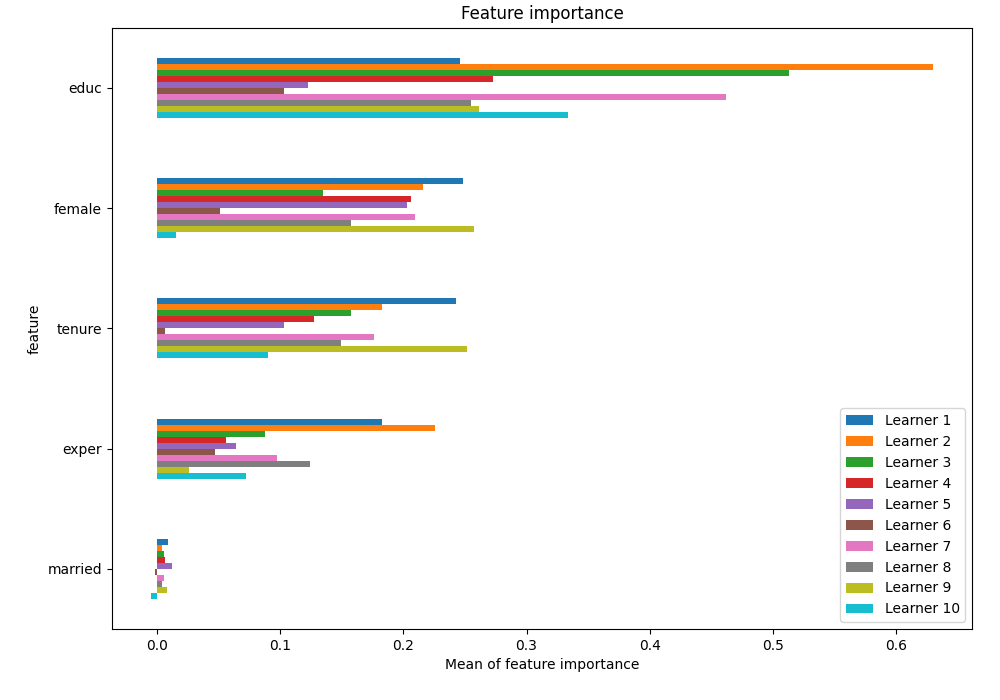 Feature importance
educ
female
tenure
exper
married
feature
0.0 0.1 0.2 0.3 0.4 0.5 0.6
Mean of feature importance
Learner 1
Learner 2
Learner 3
Learner 4
Learner 5
Learner 6
Learner 7
Learner 8
Learner 9
Learner 10